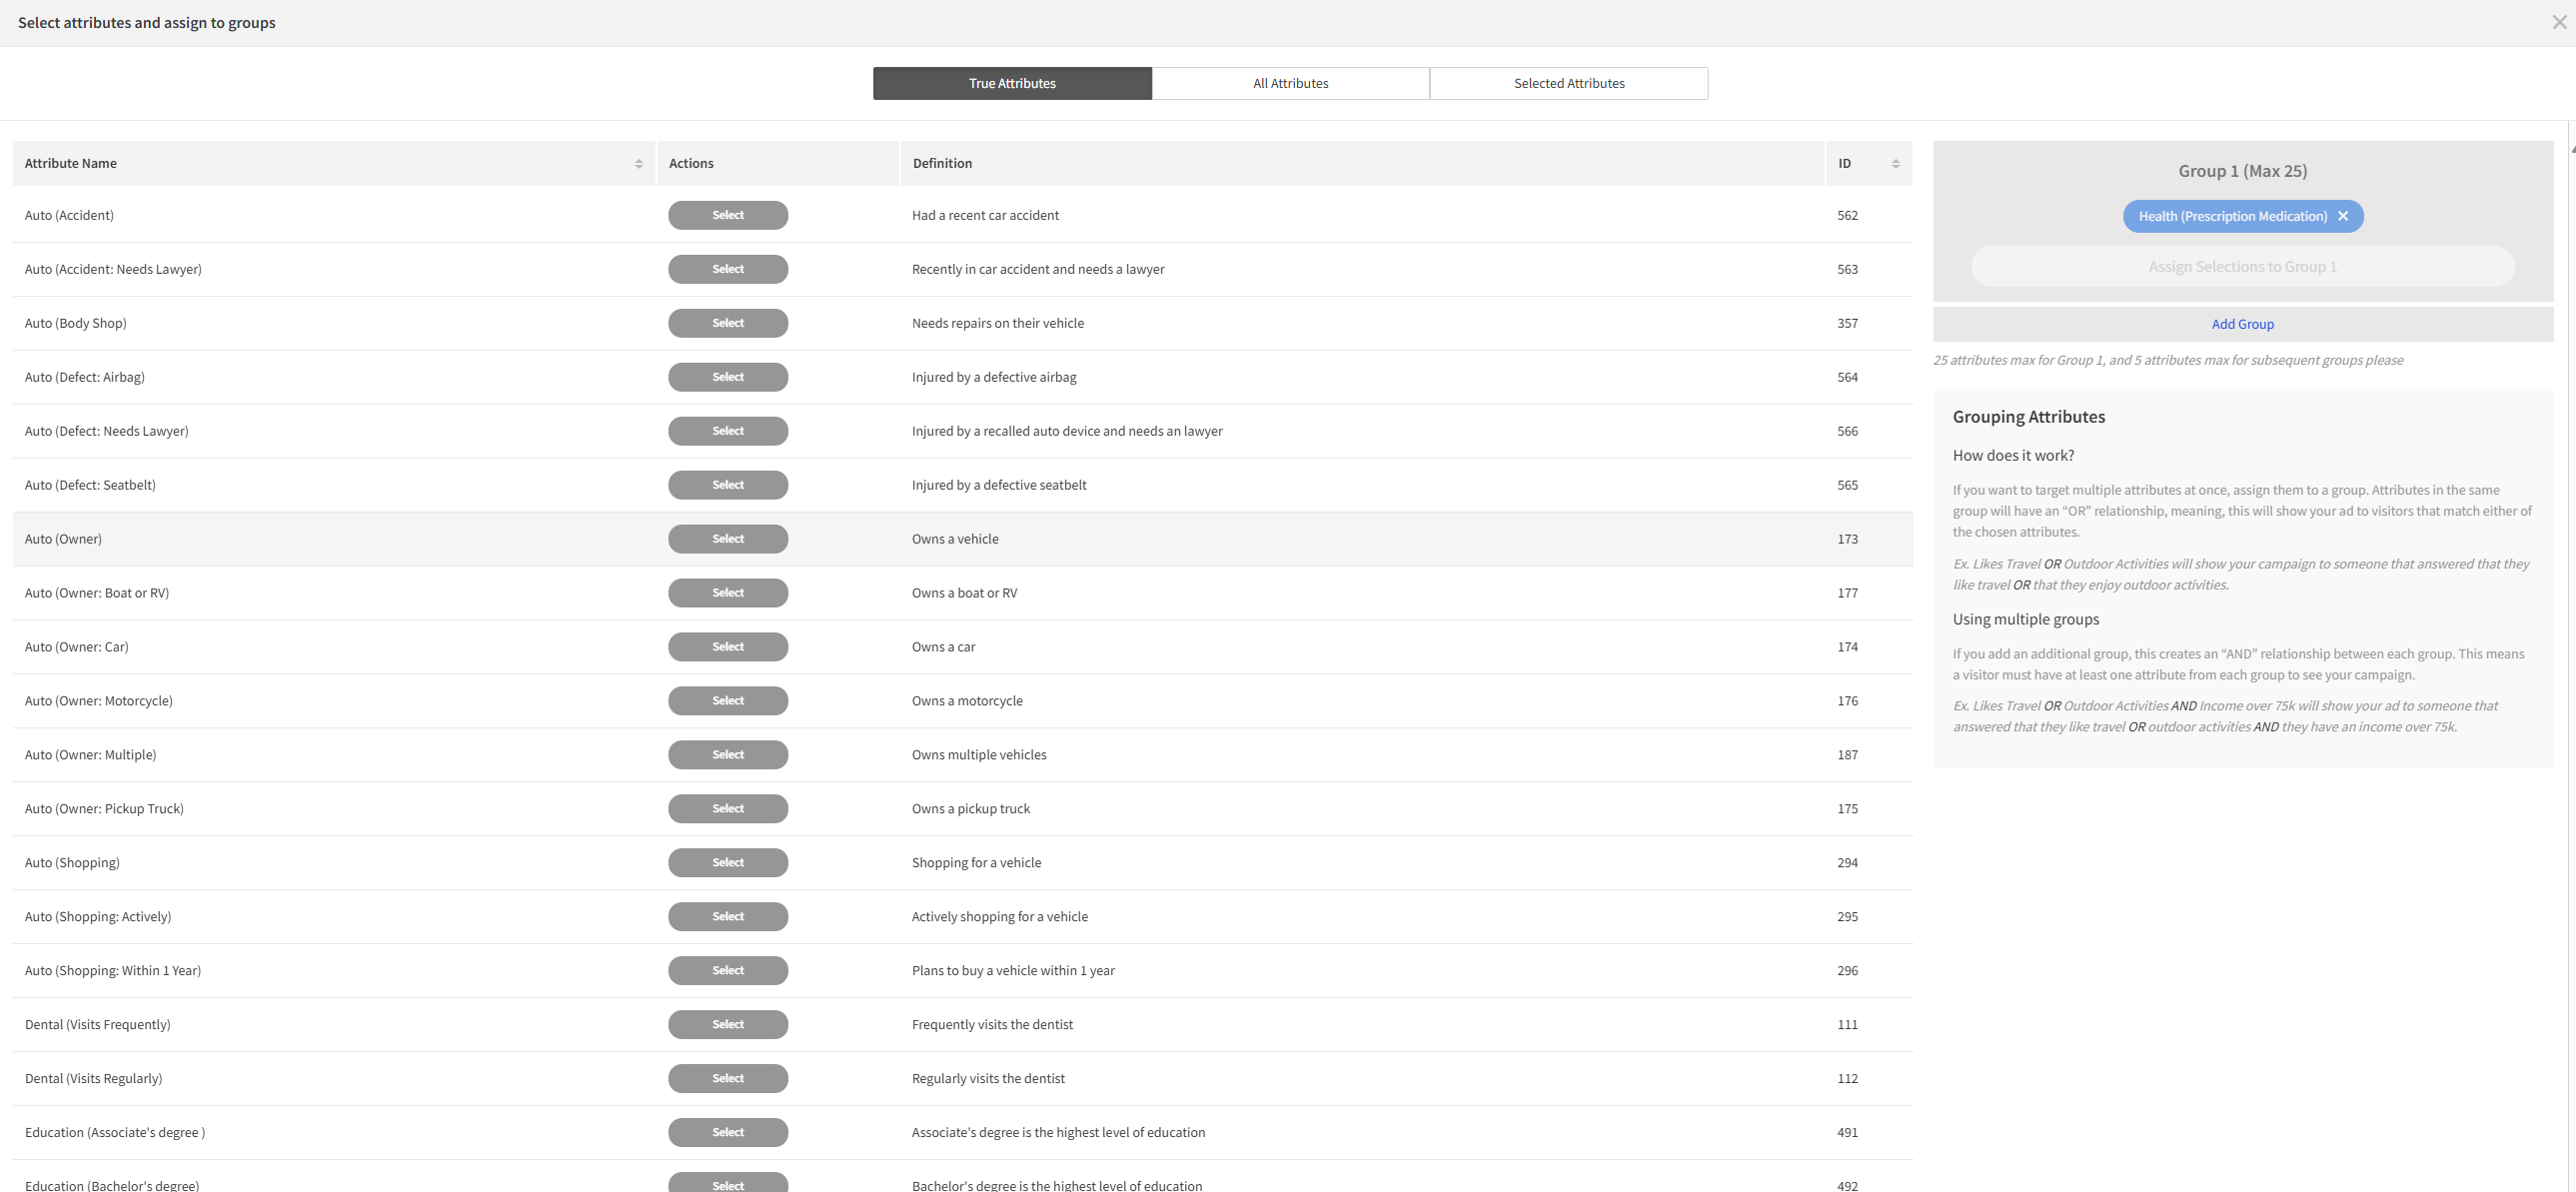 Select attributes and assign to groups
True Attributes
All Attributes
Selected Attributes
Attribute Name Actions Definition ID
Auto (Accident) Select Had a recent car accident 562
Auto (Accident: Needs Lawyer) Select Recently in car accident and needs a lawyer 563
Auto (Body Shop) Select Needs repairs on their vehicle 357
Auto (Defect: Airbag) Select Injured by a defective airbag 564
Auto (Defect: Needs Lawyer) Select Injured by a recalled auto device and needs an lawyer 566
Auto (Defect: Seatbelt) Select Injured by a defective seatbelt 565
Auto (Owner) Select Owns a vehicle 173
Auto (Owner: Boat or RV) Select Owns a boat or RV 177
Auto (Owner: Car) Select Owns a car 174
Auto (Owner: Motorcycle) Select Owns a motorcycle 176
Auto (Owner: Multiple) Select Owns multiple vehicles 187
Auto (Owner: Pickup Truck) Select Owns a pickup truck 175
Auto (Shopping) Select Shopping for a vehicle 294
Auto (Shopping: Actively) Select Actively shopping for a vehicle 295
Auto (Shopping: Within 1 Year) Select Plans to buy a vehicle within 1 year 296
Dental (Visits Frequently) Select Frequently visits the dentist 111
Dental (Visits Regularly) Select Regularly visits the dentist 112
Education (Associate's degree ) Select Associate's degree is the highest level of education 491
Education (Bachelor's degree) Select Bachelor's degree is the highest level of education 492
Group 1 (Max 25)
Health (Prescription Medication) ✕
Assign Selections to Group 1
Add Group
25 attributes max for Group 1, and 5 attributes max for subsequent groups please
Grouping Attributes
How does it work?
If you want to target multiple attributes at once, assign them to a group. Attributes in the same
group will have an “OR” relationship, meaning, this will show your ad to visitors that match either of
the chosen attributes.
Ex. Likes Travel OR Outdoor Activities will show your campaign to someone that answered that they
like travel OR that they enjoy outdoor activities.
Using multiple groups
If you add an additional group, this creates an “AND” relationship between each group. This means
a visitor must have at least one attribute from each group to see your campaign.
Ex. Likes Travel OR Outdoor Activities AND Income over 75k will show your ad to someone that
answered that they like travel OR outdoor activities AND they have an income over 75k.